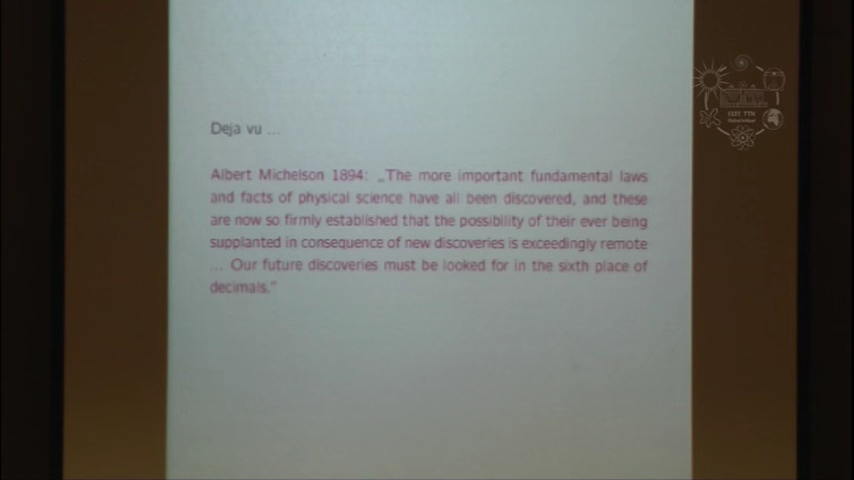 Deja vu ...
Albert Michelson 1894: „The more important fundamental laws
and facts of physical science have all been discovered, and these
are now so firmly established that the possibility of their ever being
supplanted in consequence of new discoveries is exceedingly remote
... Our future discoveries must be looked for in the sixth place of
decimals.”
ELTE TTK